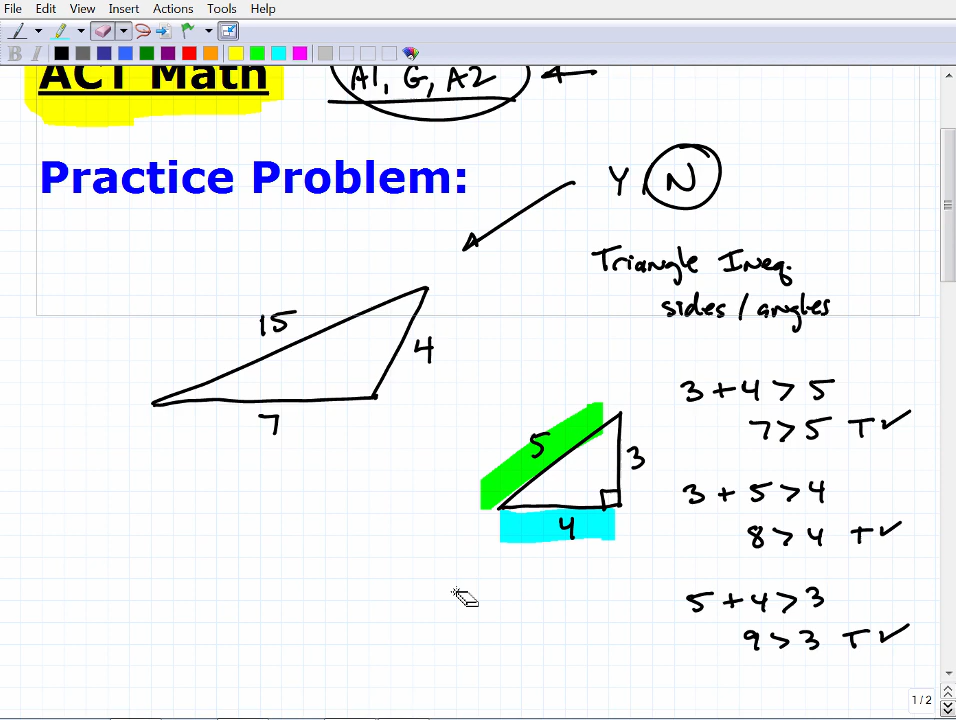 File Edit View Insert Actions Tools Help
B I
ACT Math
A1, G, A2
Practice Problem:
Y, N
Triangle Ineq.
sides / angles
15
4
7
5
3
4
3 + 4 > 5
7 > 5 T ✓
3 + 5 > 4
8 > 4 T ✓
5 + 4 > 3
9 > 3 T ✓
1 / 2